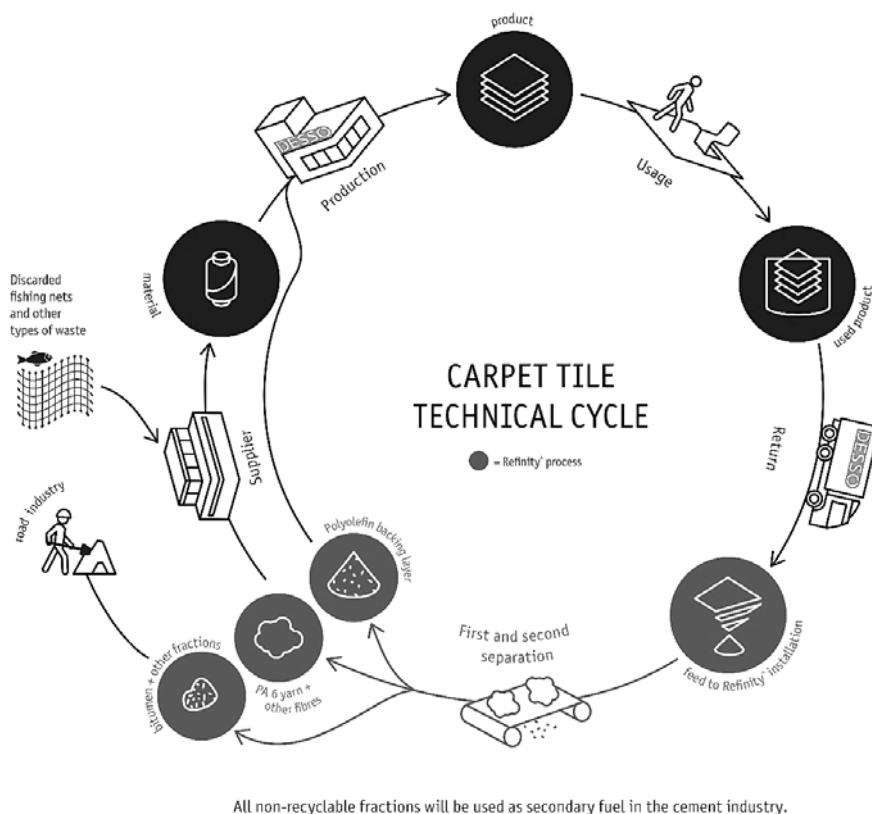 product
DESSO
Production
Usage
material
used product
Discarded
fishing nets
and other
types of waste
CARPET TILE
TECHNICAL CYCLE
= Refinity* process
Supplier
Return
DESSO
road industry
Polyolefin backing layer
First and second
separation
feed to Refinity* installation
PA 6 yarn +
other fibres
bitumen + other fractions
All non-recyclable fractions will be used as secondary fuel in the cement industry.